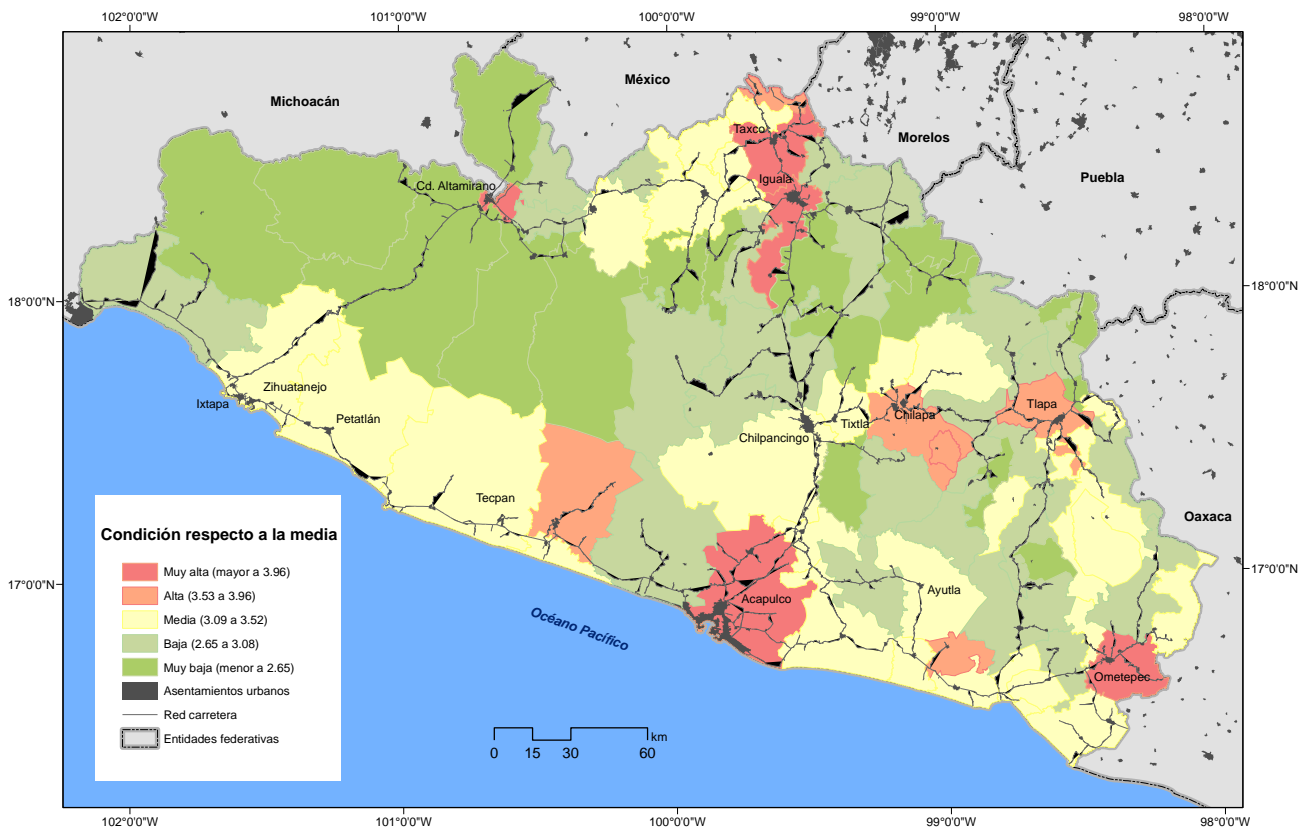 102°0'0"W 101°0'0"W 100°0'0"W 99°0'0"W 98°0'0"W
México
Michoacán
Taxco
Morelos
Puebla
Iguala
Cd. Altamirano
18°0'0"N 18°0'0"N
Zihuatanejo
Ixtapa
Petatlán
Tlapa
Chilapa
Tixtla
Chilpancingo
Tecpan
Oaxaca
17°0'0"N 17°0'0"N
Ayutla
Acapulco
Océano Pacífico
Ometepec
Condición respecto a la media
Muy alta (mayor a 3.96)
Alta (3.53 a 3.96)
Media (3.09 a 3.52)
Baja (2.65 a 3.08)
Muy baja (menor a 2.65)
Asentamientos urbanos
Red carretera
Entidades federativas
km
0 15 30 60
102°0'0"W 101°0'0"W 100°0'0"W 99°0'0"W 98°0'0"W